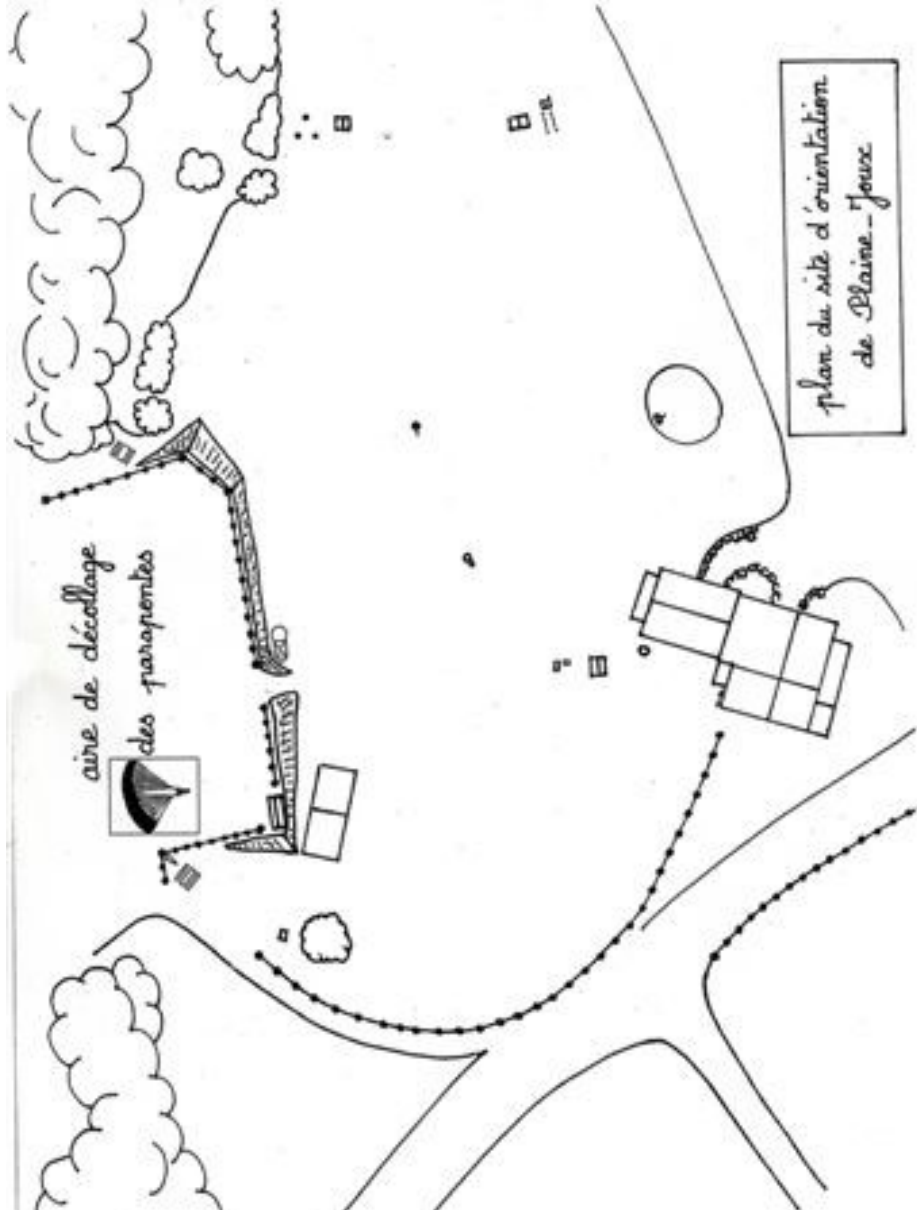 aire de décollage
des parapentes
plan du site d'orientation
de Plaine-Joux